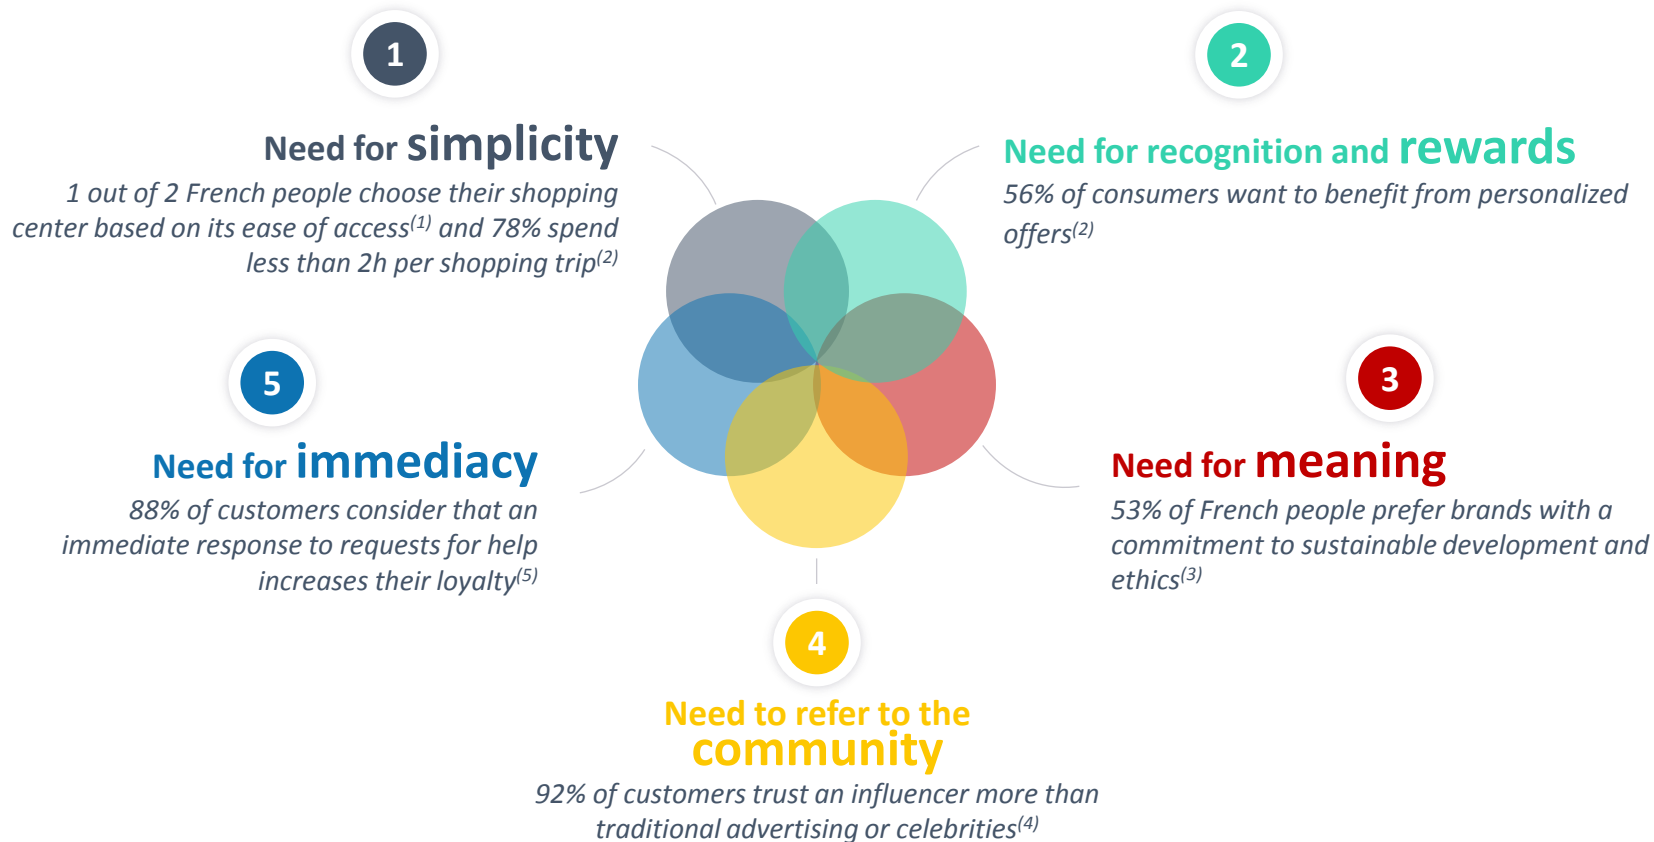 1
Need for simplicity
1 out of 2 French people choose their shopping
center based on its ease of access(1) and 78% spend
less than 2h per shopping trip(2)
2
Need for recognition and rewards
56% of consumers want to benefit from personalized
offers(2)
3
Need for meaning
53% of French people prefer brands with a
commitment to sustainable development and
ethics(3)
4
Need to refer to the
community
92% of customers trust an influencer more than
traditional advertising or celebrities(4)
5
Need for immediacy
88% of customers consider that an
immediate response to requests for help
increases their loyalty(5)